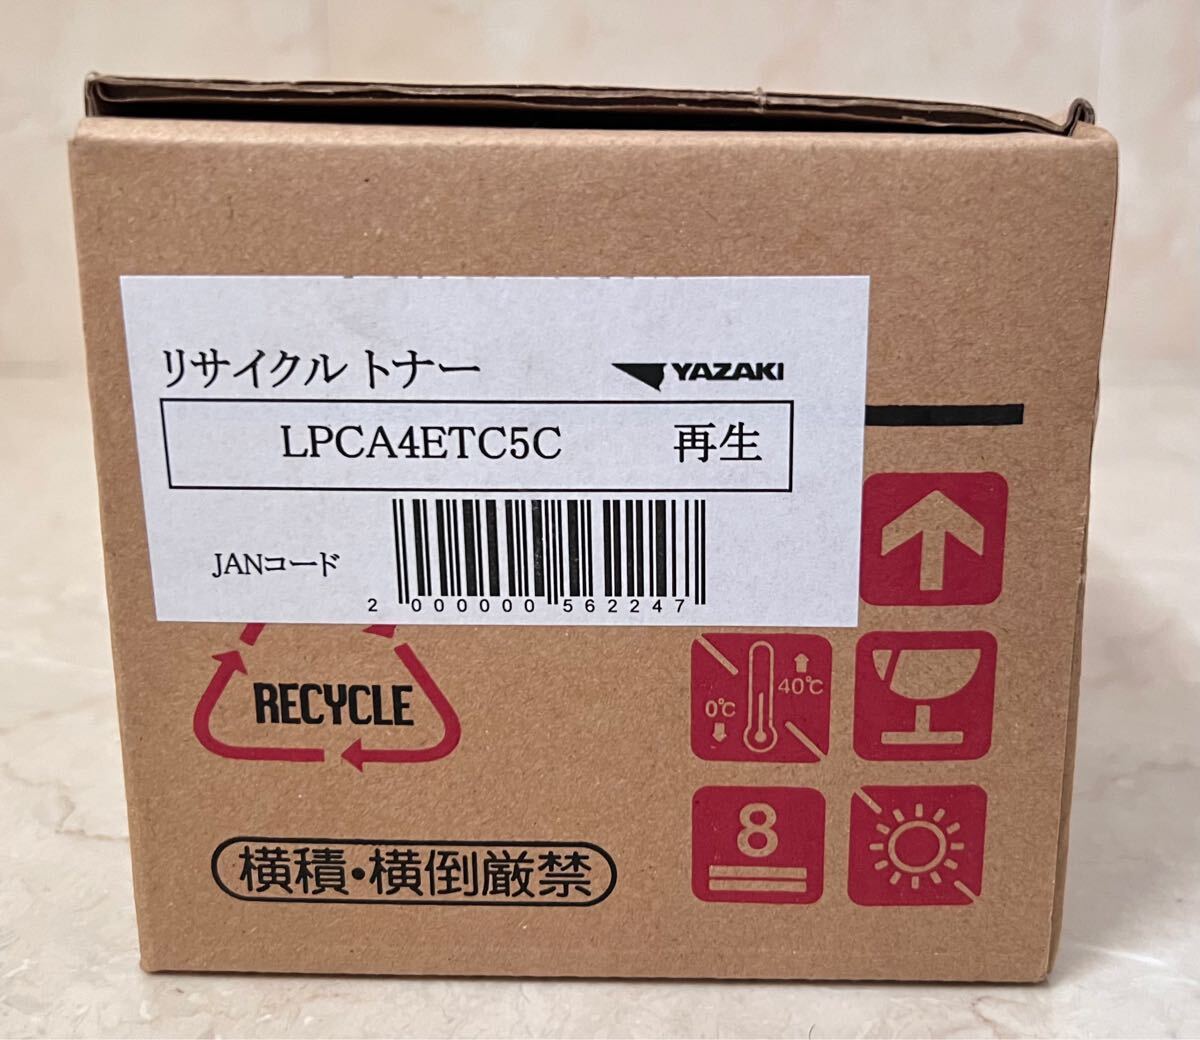 リサイクル トナー YAZAKI
LPCA4ETC5C 再生
JANコード
2 000000 562247
RECYCLE
40℃
0℃
8
横積・横倒厳禁